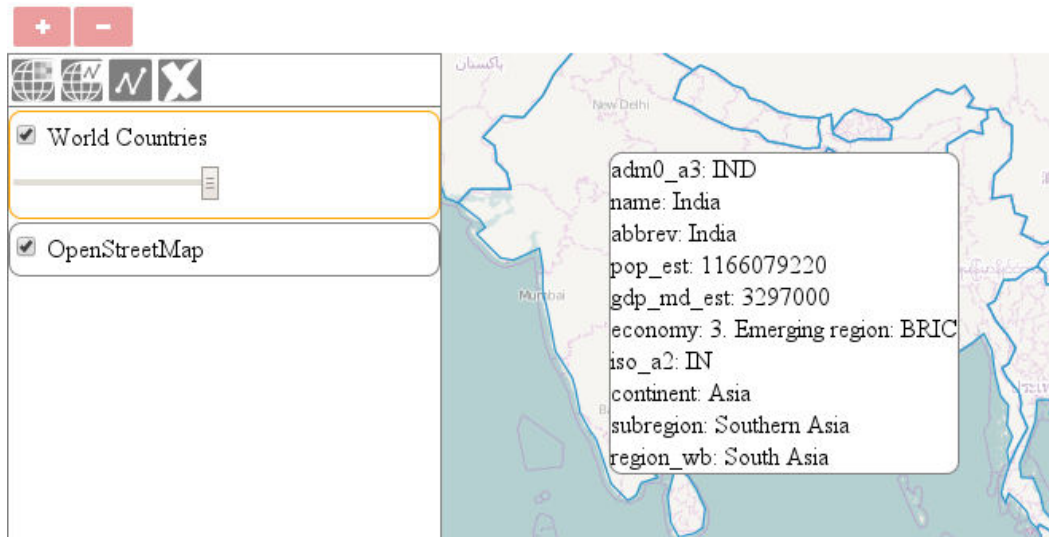 + −
World Countries
OpenStreetMap
پاکستان
New Delhi
Mumbai
adm0_a3: IND
name: India
abbrev: India
pop_est: 1166079220
gdp_md_est: 3297000
economy: 3. Emerging region: BRIC
iso_a2: IN
continent: Asia
subregion: Southern Asia
region_wb: South Asia